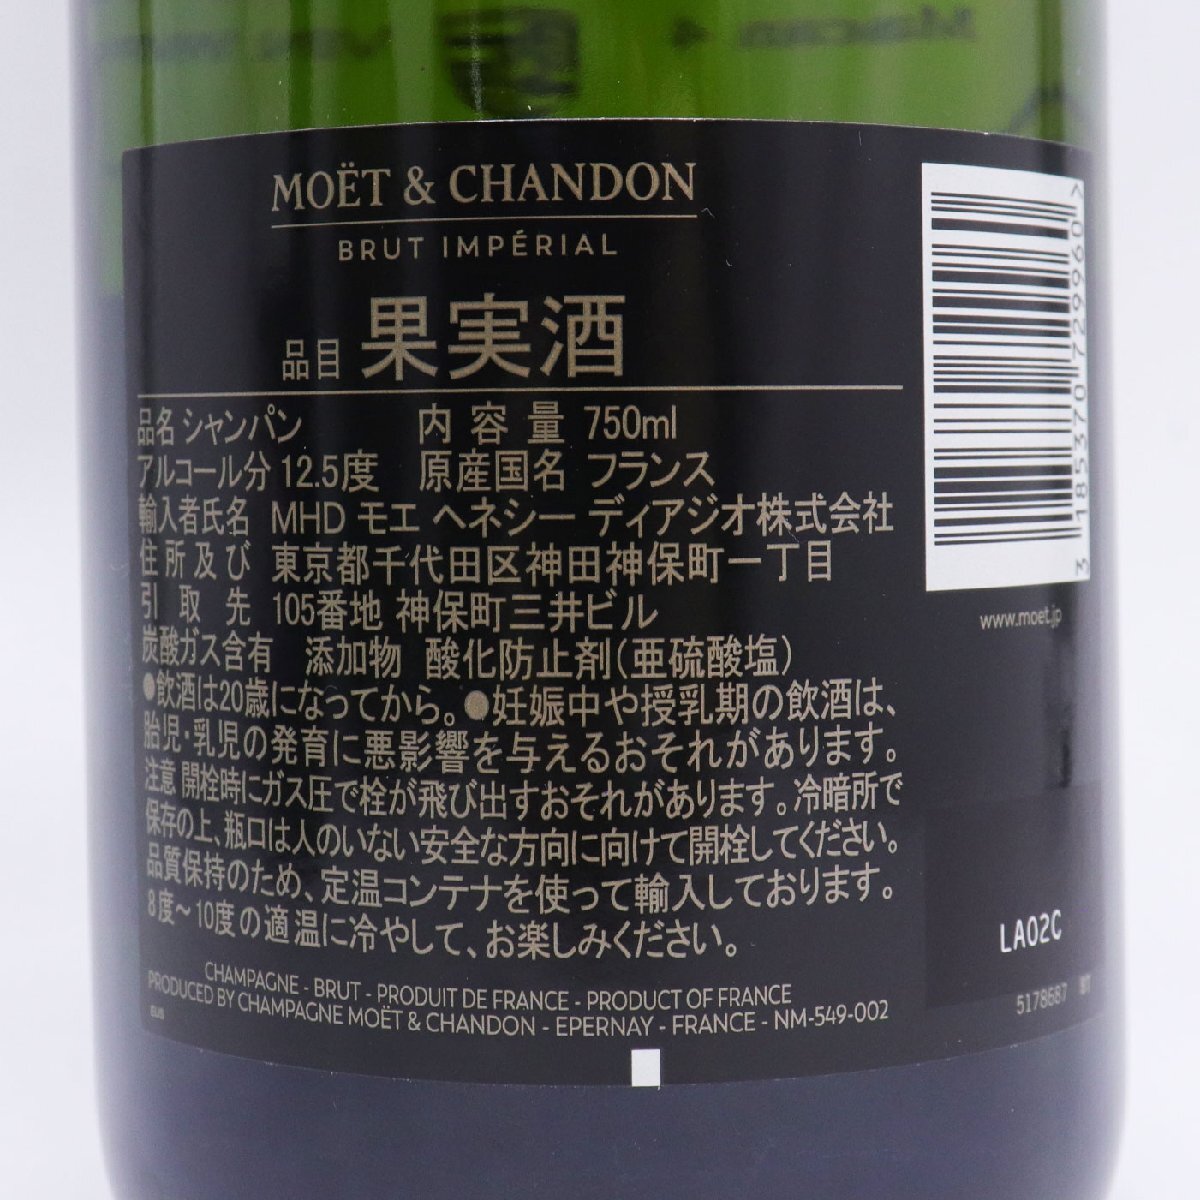 MOËT & CHANDON
BRUT IMPÉRIAL
品目 果実酒
品名 シャンパン 内容量 750ml
アルコール分 12.5度 原産国名 フランス
輸入者氏名 MHD モエ ヘネシー ディアジオ株式会社
住所及び 東京都千代田区神田神保町一丁目
引取先 105番地 神保町三井ビル
炭酸ガス含有 添加物 酸化防止剤(亜硫酸塩)
●飲酒は20歳になってから。●妊娠中や授乳期の飲酒は、
胎児・乳児の発育に悪影響を与えるおそれがあります。
注意 開栓時にガス圧で栓が飛び出すおそれがあります。冷暗所で
保存の上、瓶口は人のいない安全な方向に向けて開栓してください。
品質保持のため、定温コンテナを使って輸入しております。
8度～10度の適温に冷やして、お楽しみください。
CHAMPAGNE - BRUT - PRODUIT DE FRANCE - PRODUCT OF FRANCE
PRODUCED BY CHAMPAGNE MOËT & CHANDON - EPERNAY - FRANCE - NM-549-002
3 185370 729960 >
www.moet.jp
LA02C
5178687